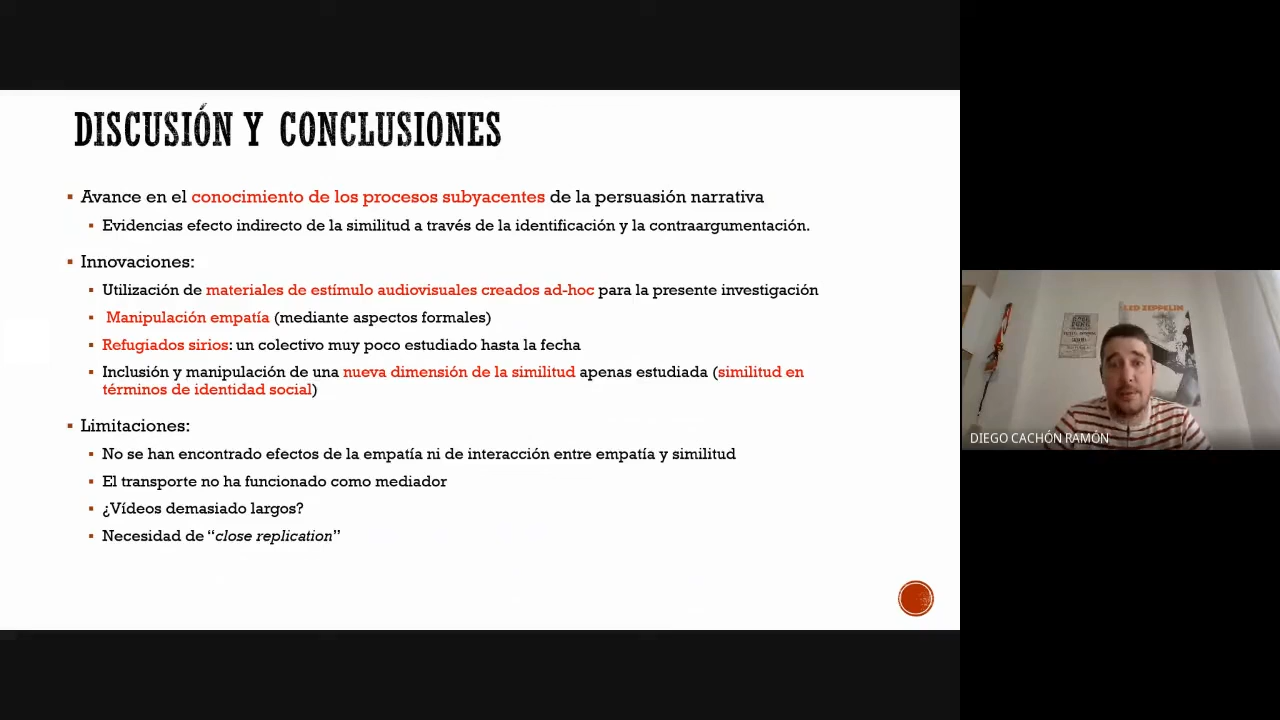 DISCUSIÓN Y CONCLUSIONES
Avance en el conocimiento de los procesos subyacentes de la persuasión narrativa
Evidencias efecto indirecto de la similitud a través de la identificación y la contraargumentación.
Innovaciones:
Utilización de materiales de estímulo audiovisuales creados ad-hoc para la presente investigación
Manipulación empatía (mediante aspectos formales)
Refugiados sirios: un colectivo muy poco estudiado hasta la fecha
Inclusión y manipulación de una nueva dimensión de la similitud apenas estudiada (similitud en
términos de identidad social)
Limitaciones:
No se han encontrado efectos de la empatía ni de interacción entre empatía y similitud
El transporte no ha funcionado como mediador
¿Vídeos demasiado largos?
Necesidad de “close replication”
LED ZEPPELIN
DIEGO CACHÓN RAMÓN